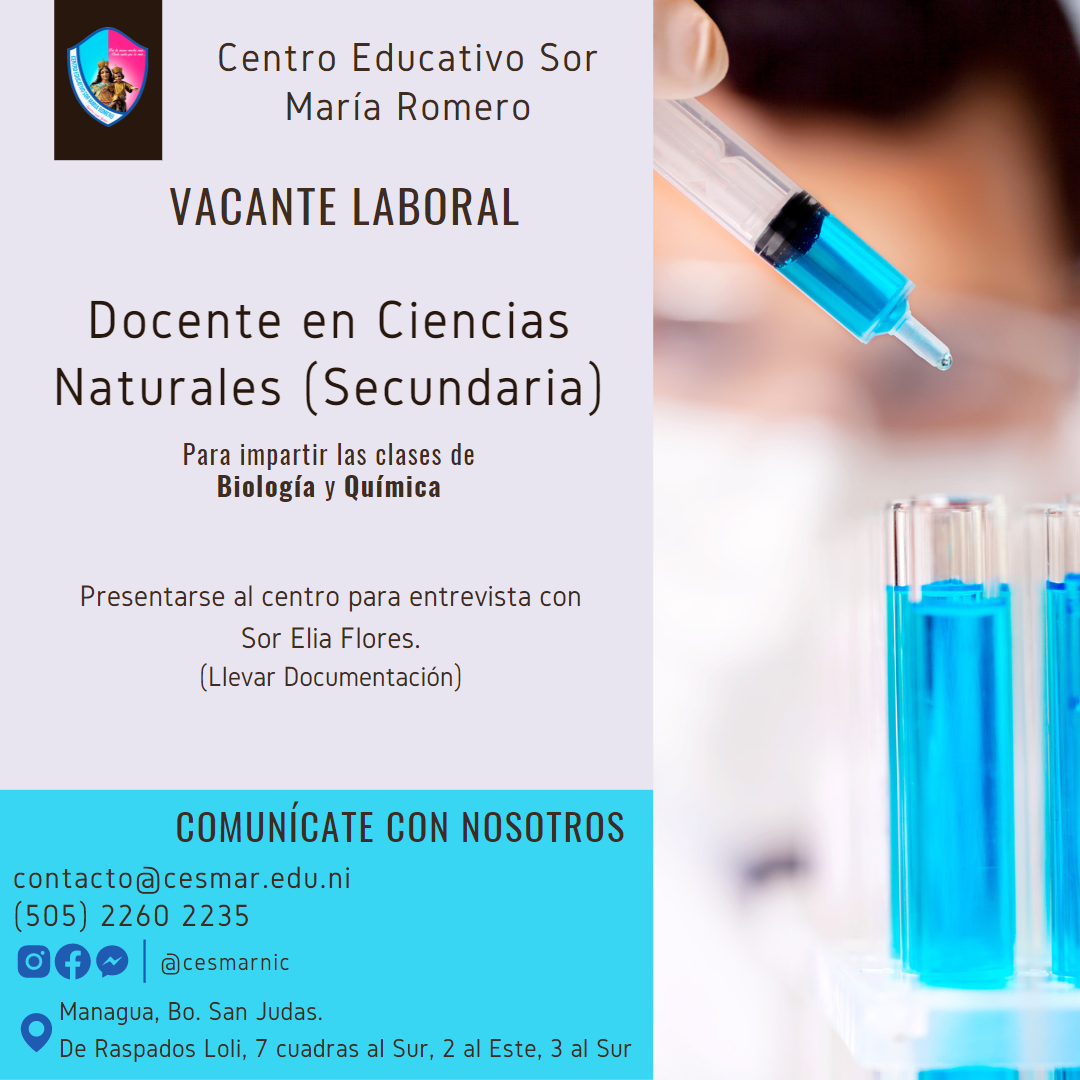 Centro Educativo Sor
María Romero
VACANTE LABORAL
Docente en Ciencias
Naturales (Secundaria)
Para impartir las clases de
Biología y Química
Presentarse al centro para entrevista con
Sor Elia Flores.
(Llevar Documentación)
COMUNÍCATE CON NOSOTROS
contacto@cesmar.edu.ni
(505) 2260 2235
@cesmarnic
Managua, Bo. San Judas.
De Raspados Loli, 7 cuadras al Sur, 2 al Este, 3 al Sur